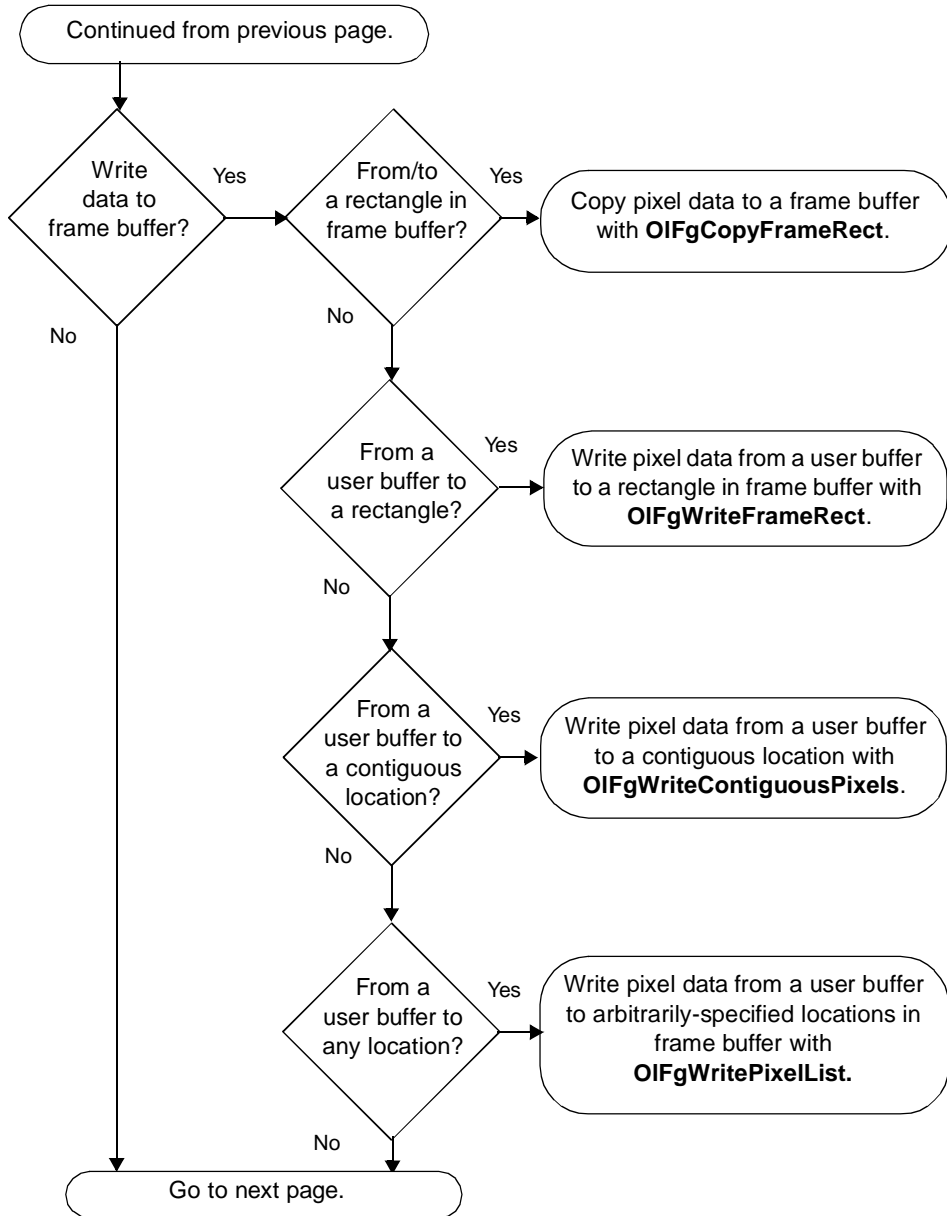 Continued from previous page.
Write
data to
frame buffer?
Yes
No
From/to
a rectangle in
frame buffer?
Yes
No
Copy pixel data to a frame buffer
with OlFgCopyFrameRect.
From a
user buffer to
a rectangle?
Yes
No
Write pixel data from a user buffer
to a rectangle in frame buffer with
OlFgWriteFrameRect.
From a
user buffer to
a contiguous
location?
Yes
No
Write pixel data from a user buffer
to a contiguous location with
OlFgWriteContiguousPixels.
From a
user buffer to
any location?
Yes
No
Write pixel data from a user buffer
to arbitrarily-specified locations in
frame buffer with
OlFgWritePixelList.
Go to next page.